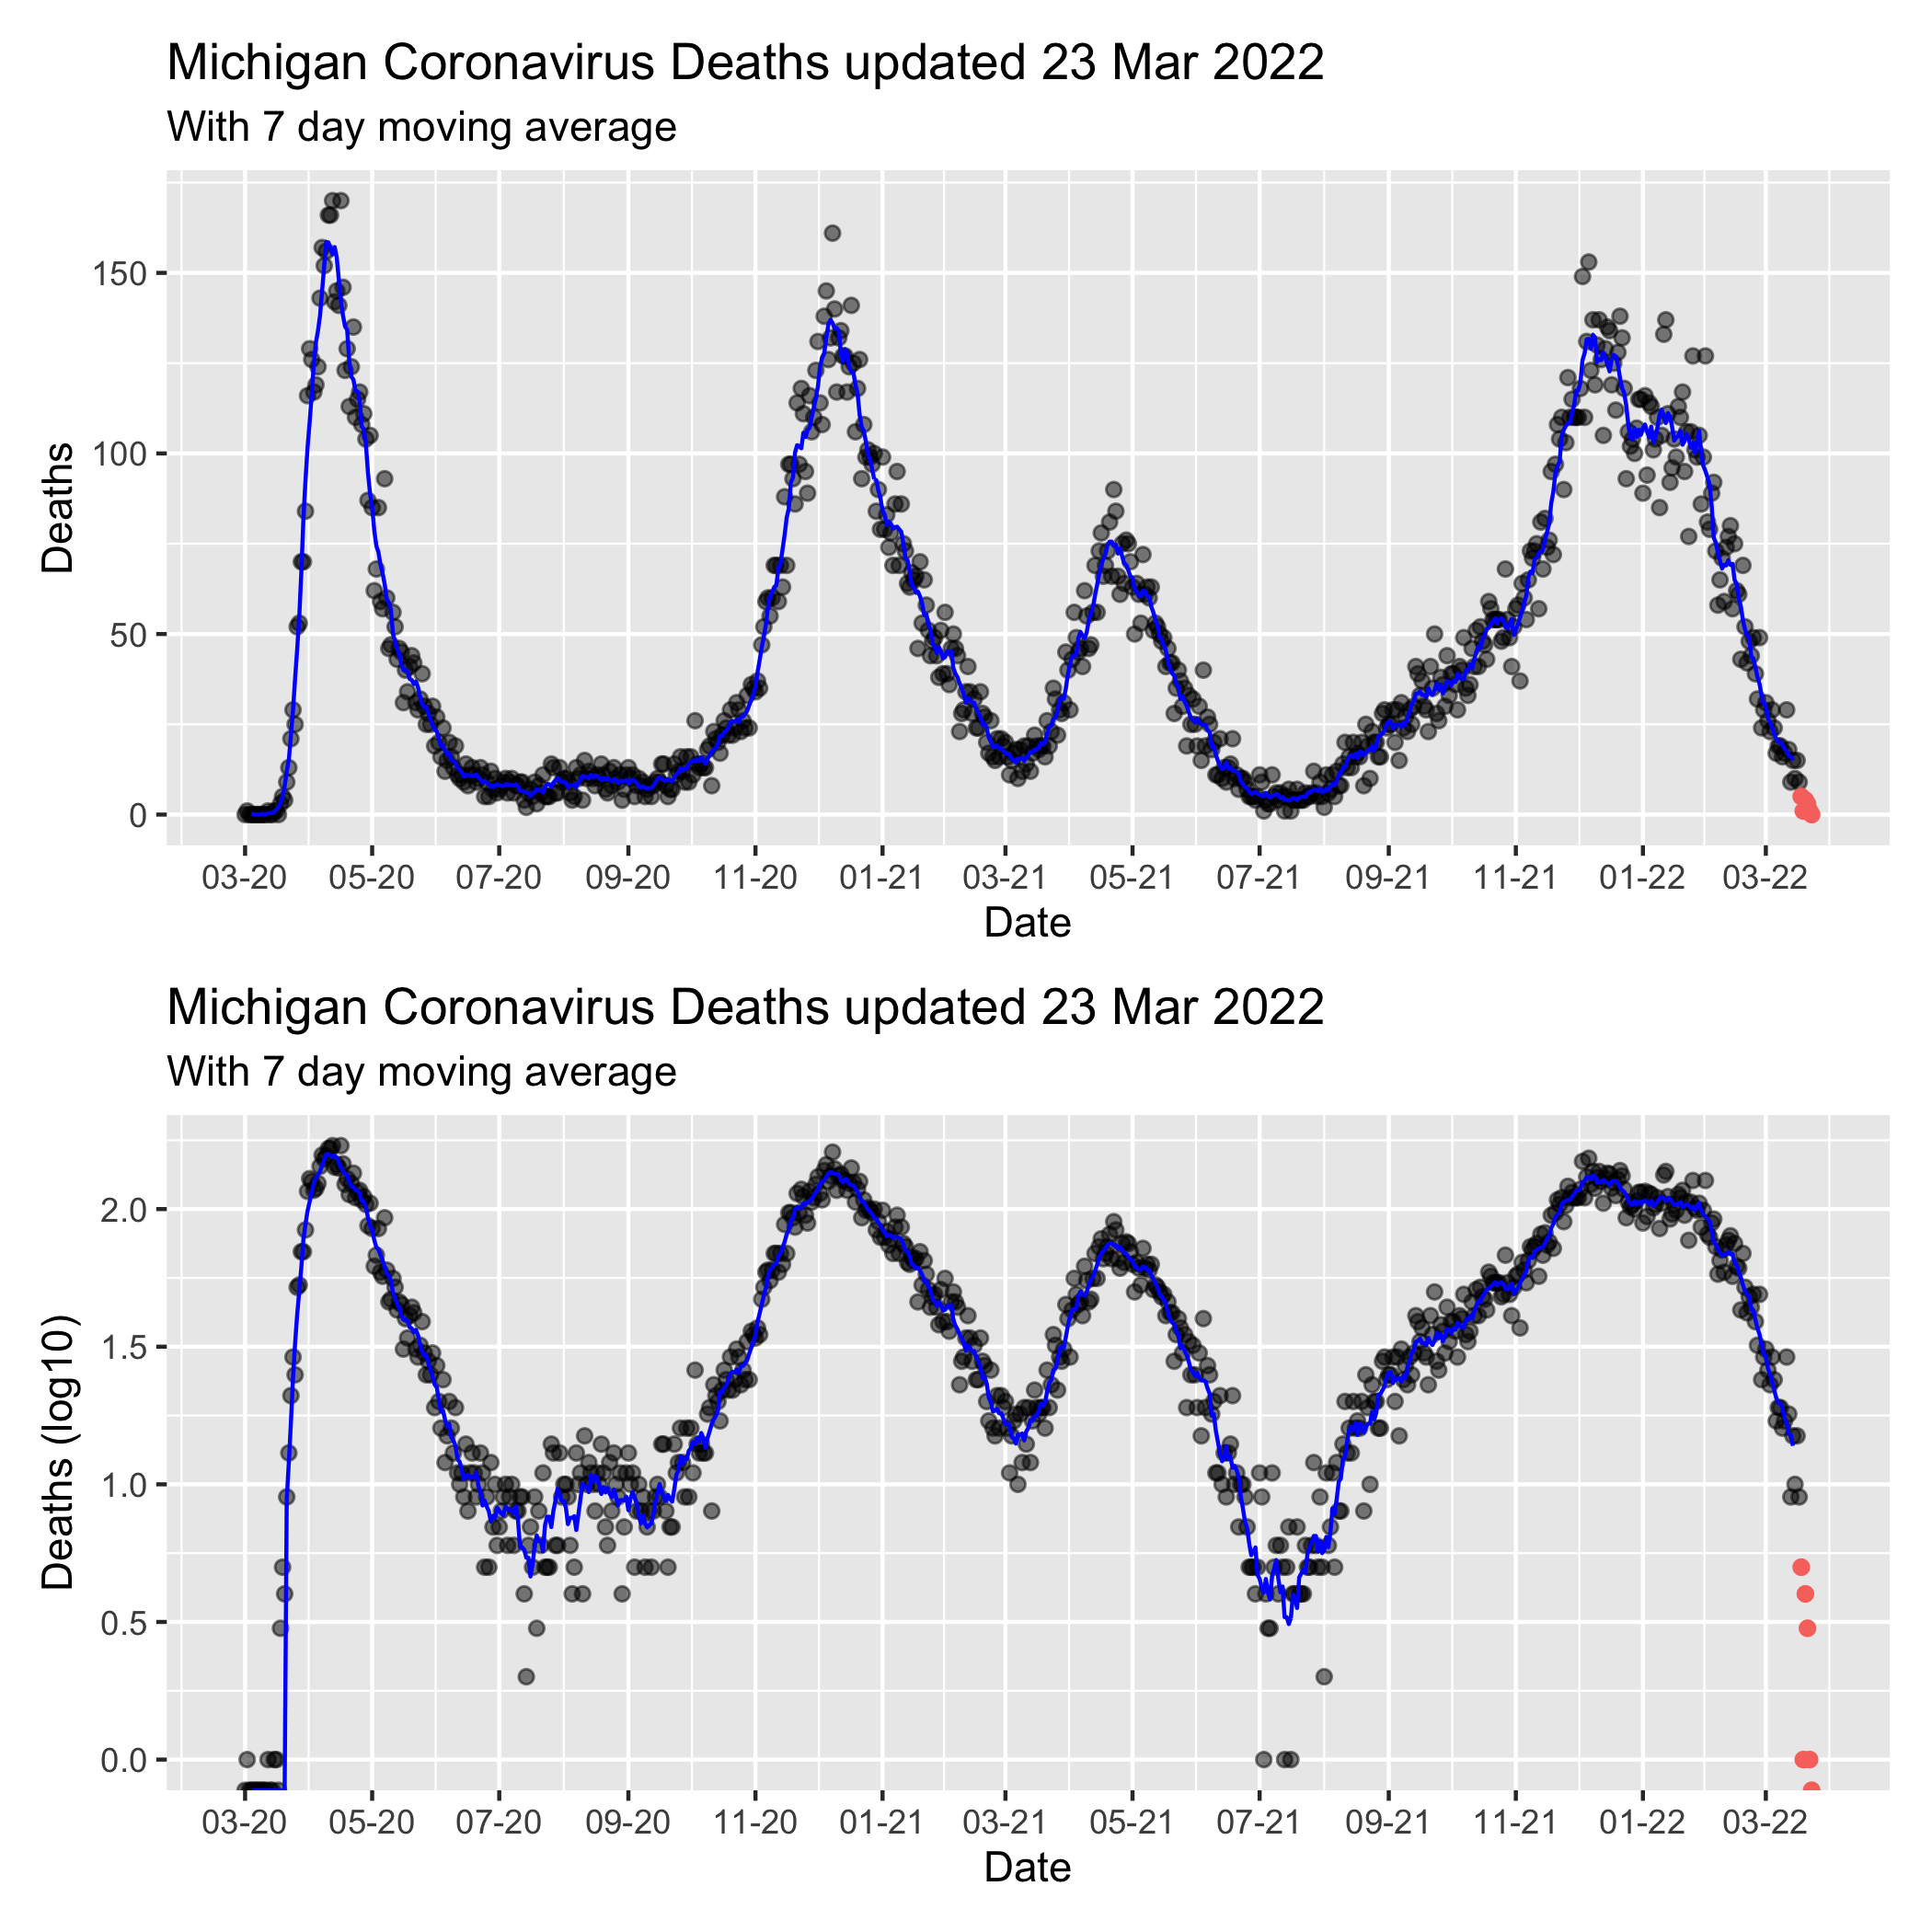 Michigan Coronavirus Deaths updated 23 Mar 2022
With 7 day moving average
Deaths
150
100
50
0
03-20 05-20 07-20 09-20 11-20 01-21 03-21 05-21 07-21 09-21 11-21 01-22 03-22
Date
Michigan Coronavirus Deaths updated 23 Mar 2022
With 7 day moving average
Deaths (log10)
2.0
1.5
1.0
0.5
0.0
03-20 05-20 07-20 09-20 11-20 01-21 03-21 05-21 07-21 09-21 11-21 01-22 03-22
Date